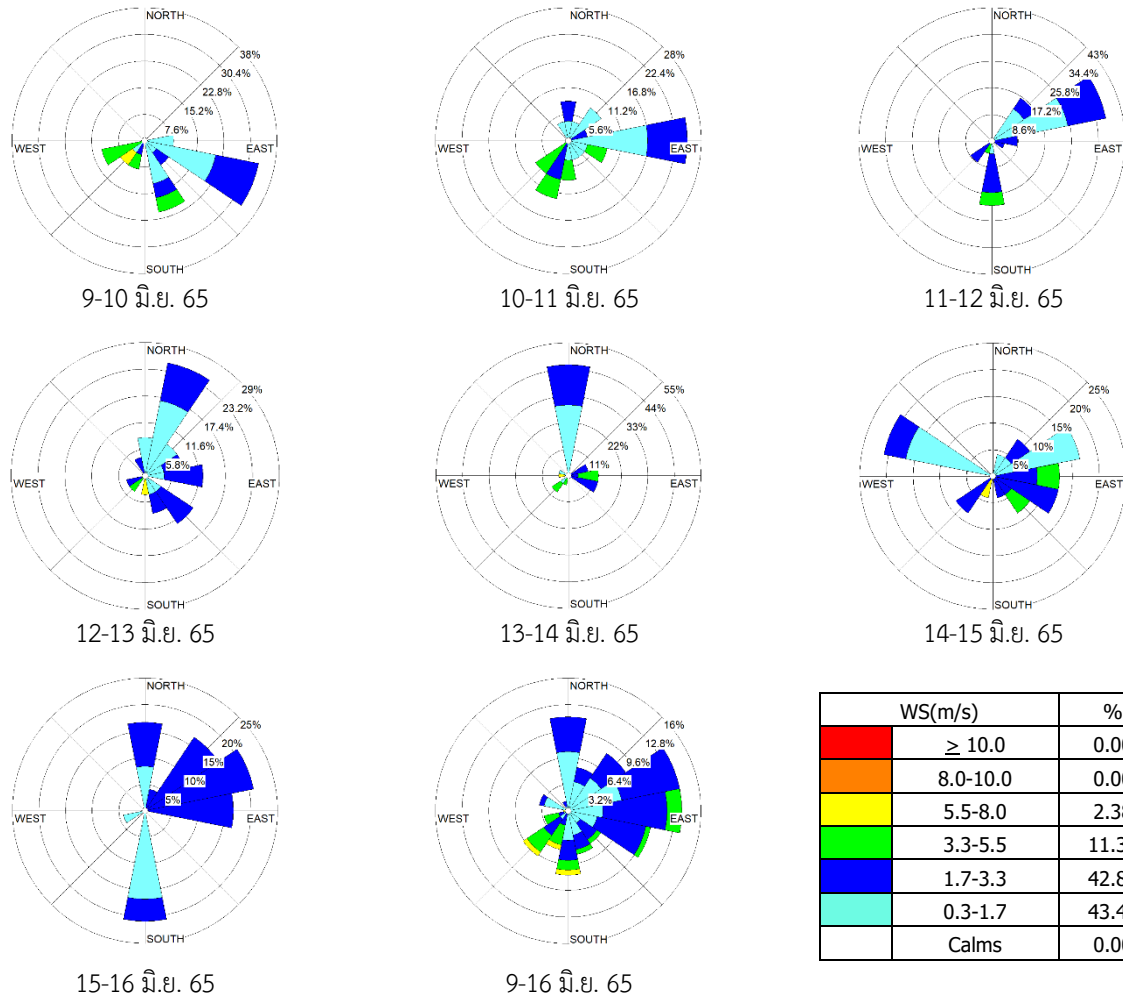 NORTH
38%
30.4%
22.8%
15.2%
7.6%
WEST
EAST
SOUTH
9-10 มิ.ย. 65
NORTH
28%
22.4%
16.8%
11.2%
5.6%
WEST
EAST
SOUTH
10-11 มิ.ย. 65
NORTH
43%
34.4%
25.8%
17.2%
8.6%
WEST
EAST
SOUTH
11-12 มิ.ย. 65
NORTH
29%
23.2%
17.4%
11.6%
5.8%
WEST
EAST
SOUTH
12-13 มิ.ย. 65
NORTH
55%
44%
33%
22%
11%
WEST
EAST
SOUTH
13-14 มิ.ย. 65
NORTH
25%
20%
15%
10%
5%
WEST
EAST
SOUTH
14-15 มิ.ย. 65
NORTH
25%
20%
15%
10%
5%
WEST
EAST
SOUTH
15-16 มิ.ย. 65
NORTH
16%
12.8%
9.6%
6.4%
3.2%
WEST
EAST
SOUTH
9-16 มิ.ย. 65
WS(m/s) %
≥ 10.0
8.0-10.0
5.5-8.0
3.3-5.5
1.7-3.3
0.3-1.7
Calms